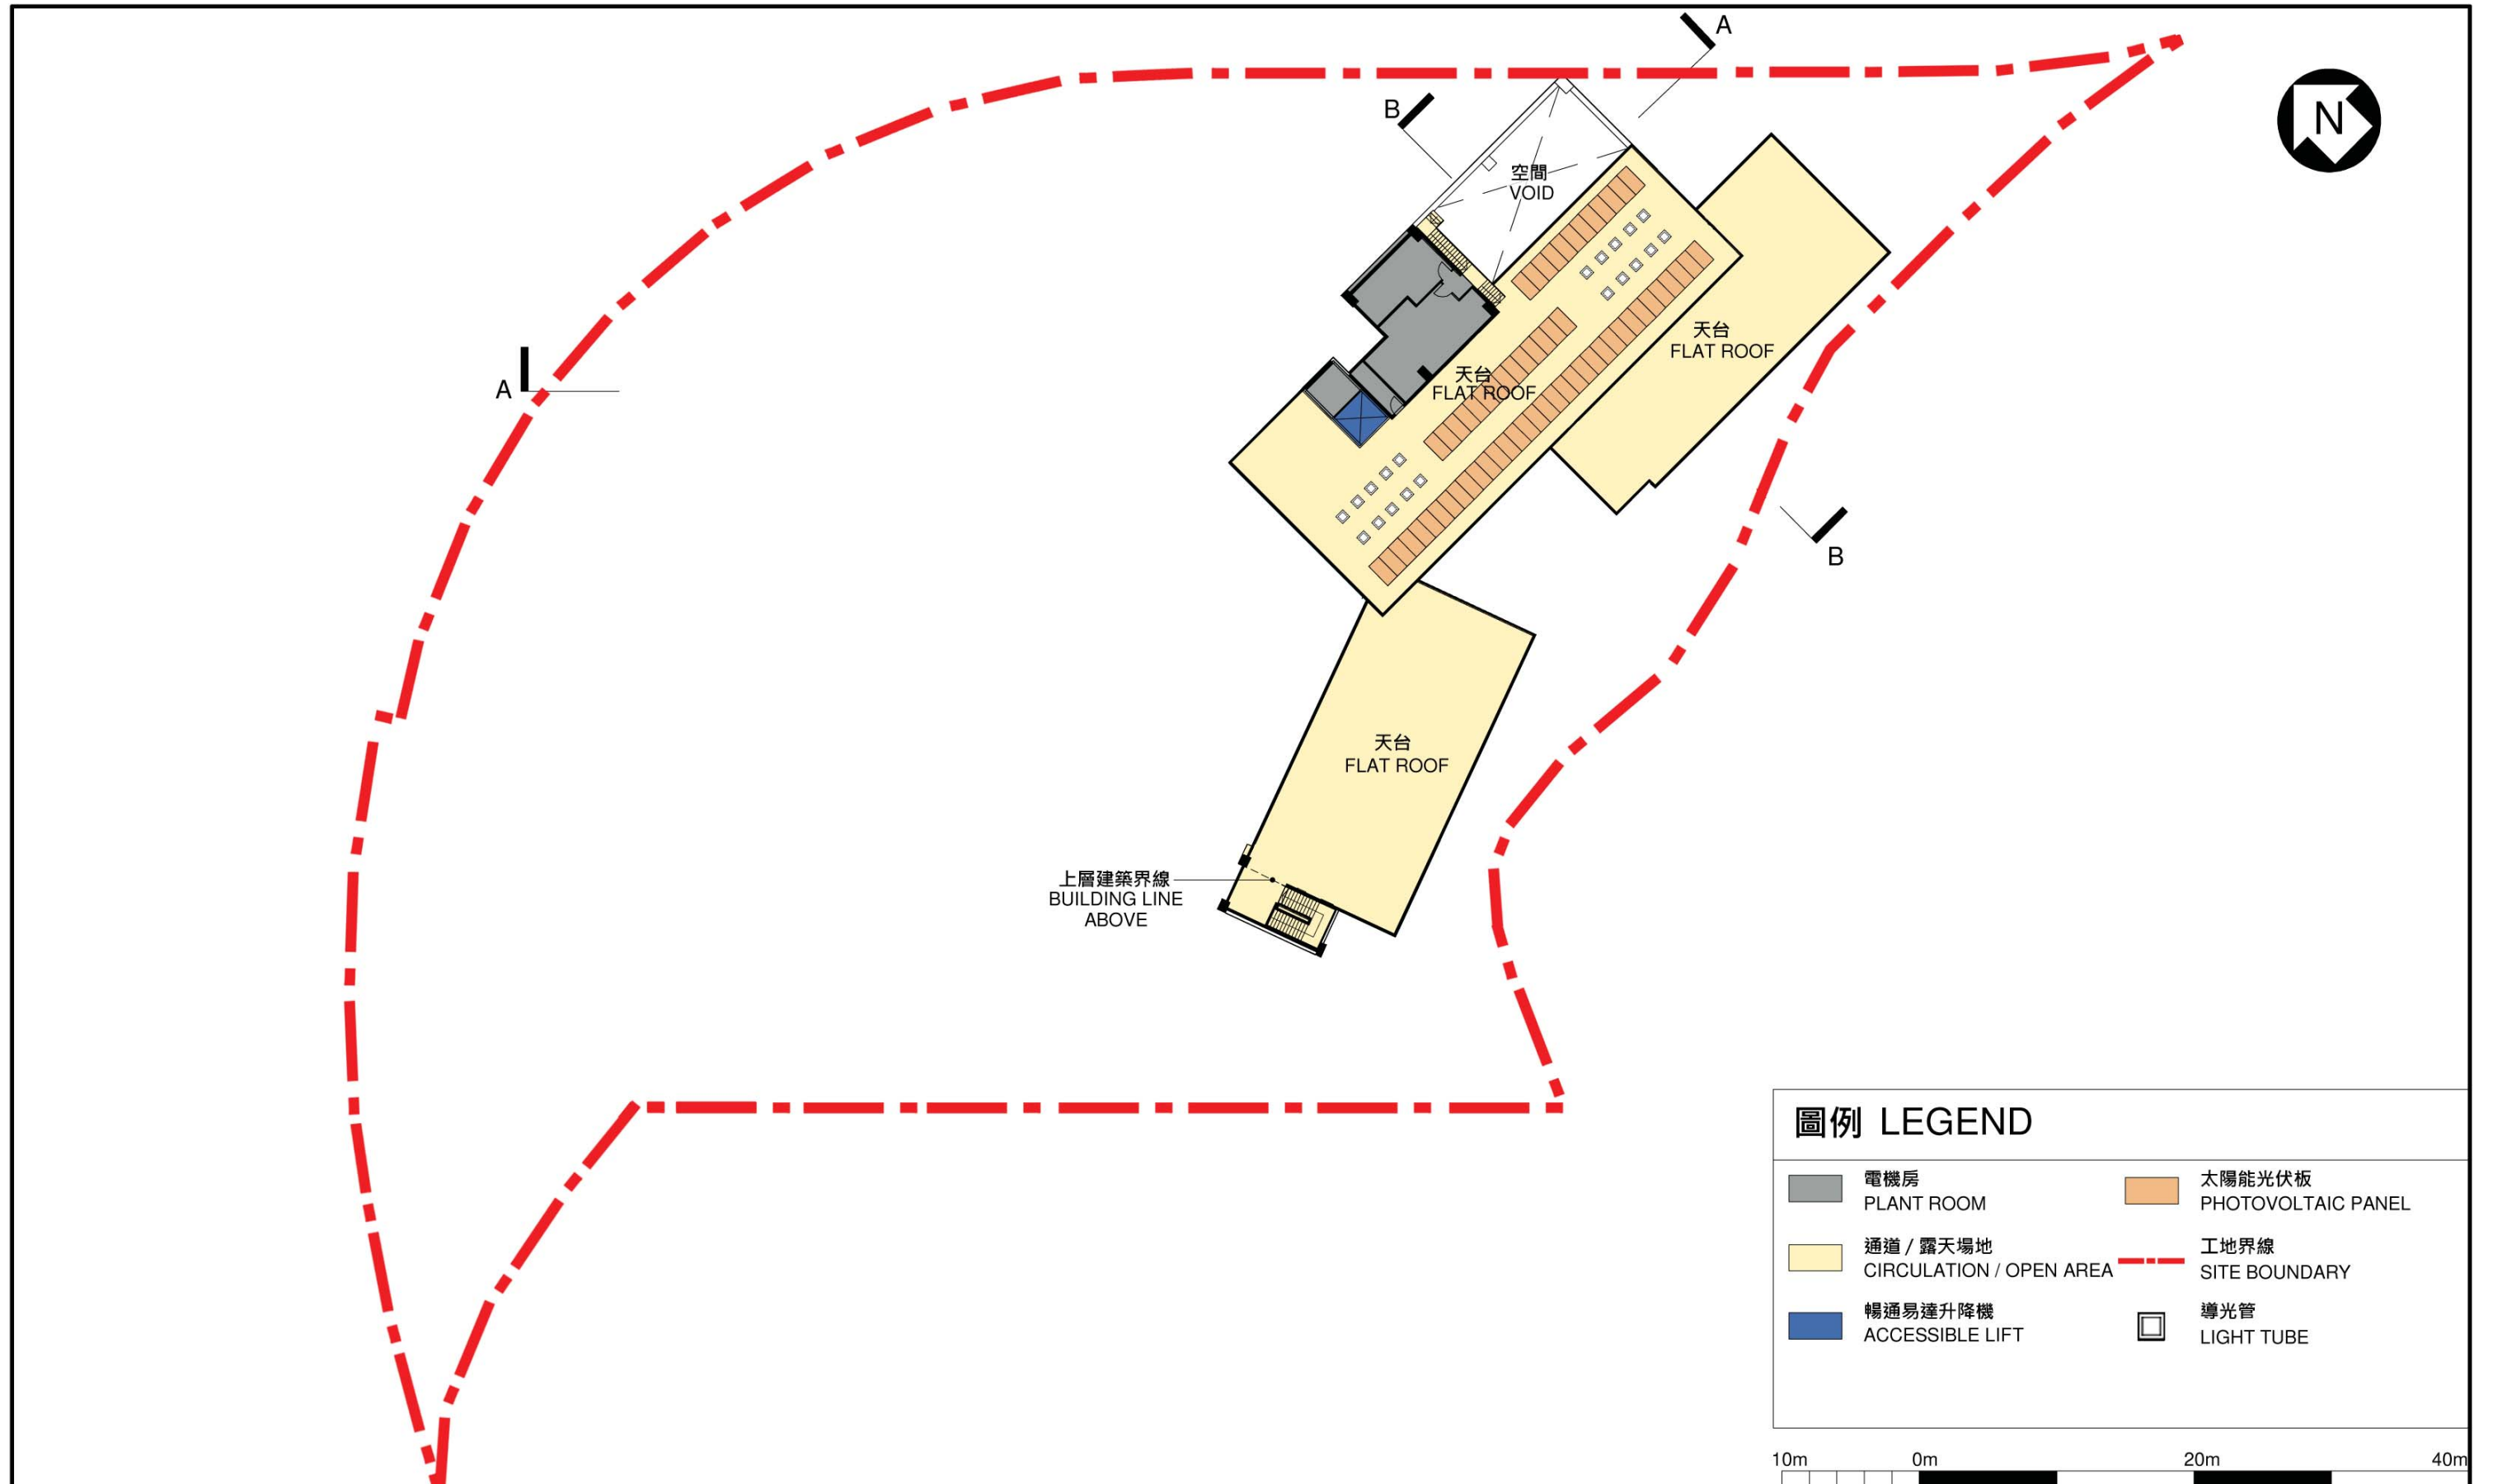 A
B
N
空間
VOID
天台
FLAT ROOF
A
天台
FLAT ROOF
B
天台
FLAT ROOF
上層建築界線
BUILDING LINE
ABOVE
圖例 LEGEND
電機房
PLANT ROOM
太陽能光伏板
PHOTOVOLTAIC PANEL
通道 / 露天場地
CIRCULATION / OPEN AREA
工地界線
SITE BOUNDARY
暢通易達升降機
ACCESSIBLE LIFT
導光管
LIGHT TUBE
10m 0m 20m 40m